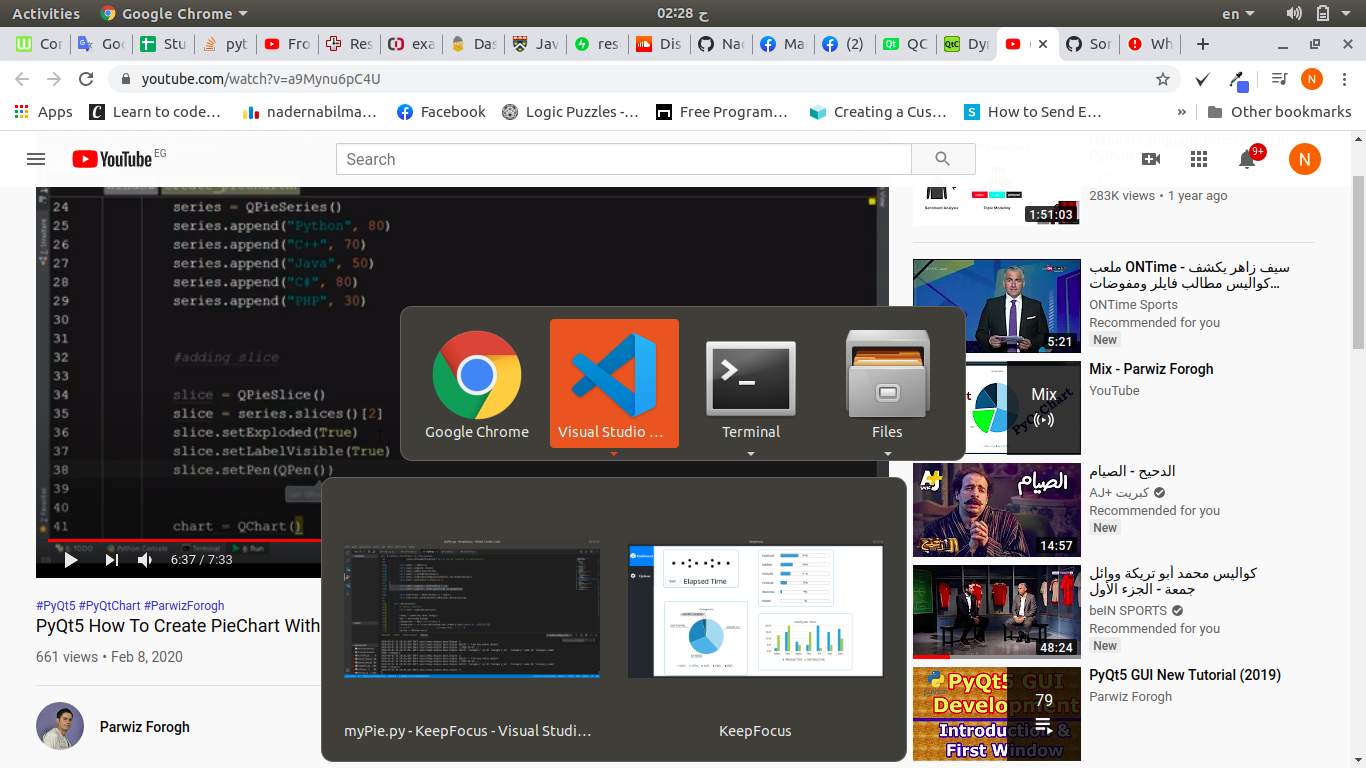 Activities
Google Chrome
02:28 ح
en
Cor
Goo
Stu
pyt
Fro
Res
exa
Das
Jav
res
Dis
Nac
Ma
(2)
QC
Dyr
Sor
Wh
youtube.com/watch?v=a9Mynu6pC4U
N
Apps
Learn to code…
nadernabilma…
Facebook
Logic Puzzles -…
Free Program…
Creating a Cus…
How to Send E…
»
Other bookmarks
YouTube EG
Search
9+
N
24 series = QPieSeries()
25 series.append("Python", 80)
26 series.append("C++", 70)
27 series.append("Java", 50)
28 series.append("C#", 80)
29 series.append("PHP", 30)
30
31
32 #adding slice
33
34 slice = QPieSlice()
35 slice = series.slices()[2]
36 slice.setExploded(True)
37 slice.setLabelVisible(True)
38 slice.setPen(QPen())
39
40
41 chart = QChart()
6:37 / 7:33
Google Chrome
Visual Studio …
Terminal
Files
Elapsed Time
myPie.py - KeepFocus - Visual Studi…
KeepFocus
#PyQt5 #PyQtChart #ParwizForogh
PyQt5 How To Create PieChart With
661 views • Feb 8, 2020
Parwiz Forogh
Sentiment Analysis
Topic Modeling
1:51:03
283K views • 1 year ago
سيف زاهر يكشف - ONTime ملعب
كواليس مطالب فايلر ومفوضات...
ONTime Sports
Recommended for you
New
5:21
Mix - Parwiz Forogh
YouTube
Mix
PyQtChart
الدحيح - الصيام
AJ+ كبريت
Recommended for you
New
الصيام
14:57
كواليس محمد أبو تريكة ووائل
جمعة - الجزء الأول
beIN SPORTS
Recommended for you
New
48:24
PyQt5 GUI New Tutorial (2019)
Parwiz Forogh
PyQt5 GUI
Develop
Introduction &
First Window
79